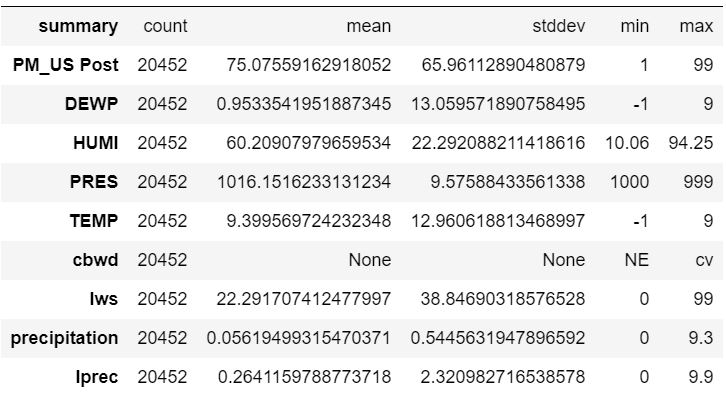 summary count mean stddev min max
PM_US Post 20452 75.07559162918052 65.96112890480879 1 99
DEWP 20452 0.9533541951887345 13.059571890758495 -1 9
HUMI 20452 60.20907979659534 22.292088211418616 10.06 94.25
PRES 20452 1016.1516233131234 9.57588433561338 1000 999
TEMP 20452 9.399569724232348 12.960618813468997 -1 9
cbwd 20452 None None NE cv
Iws 20452 22.291707412477997 38.84690318576528 0 99
precipitation 20452 0.05619499315470371 0.5445631947896592 0 9.3
Iprec 20452 0.2641159788773718 2.320982716538578 0 9.9